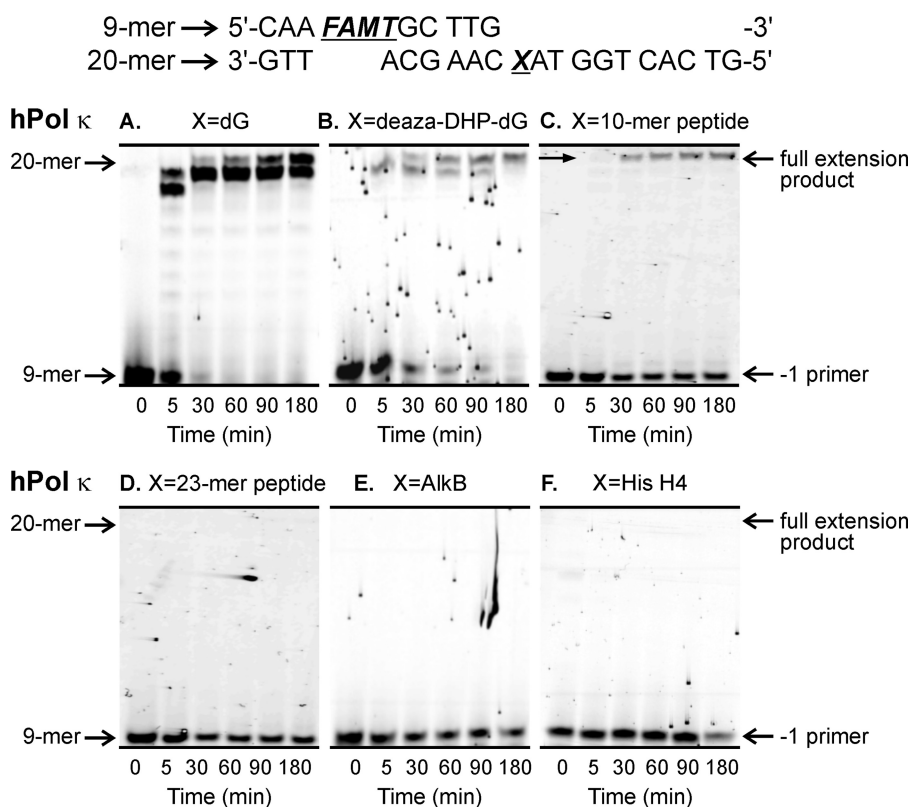 9-mer → 5'-CAA FAMTGC TTG -3'
20-mer → 3'-GTT ACG AAC XAT GGT CAC TG-5'
hPol κ A. X=dG B. X=deaza-DHP-dG C. X=10-mer peptide
20-mer → → ← full extension
product
9-mer → ← -1 primer
0 5 30 60 90 180 0 5 30 60 90 180 0 5 30 60 90 180
Time (min) Time (min) Time (min)
hPol κ D. X=23-mer peptide E. X=AlkB F. X=His H4
20-mer → ← full extension
product
9-mer → ← -1 primer
0 5 30 60 90 180 0 5 30 60 90 180 0 5 30 60 90 180
Time (min) Time (min) Time (min)